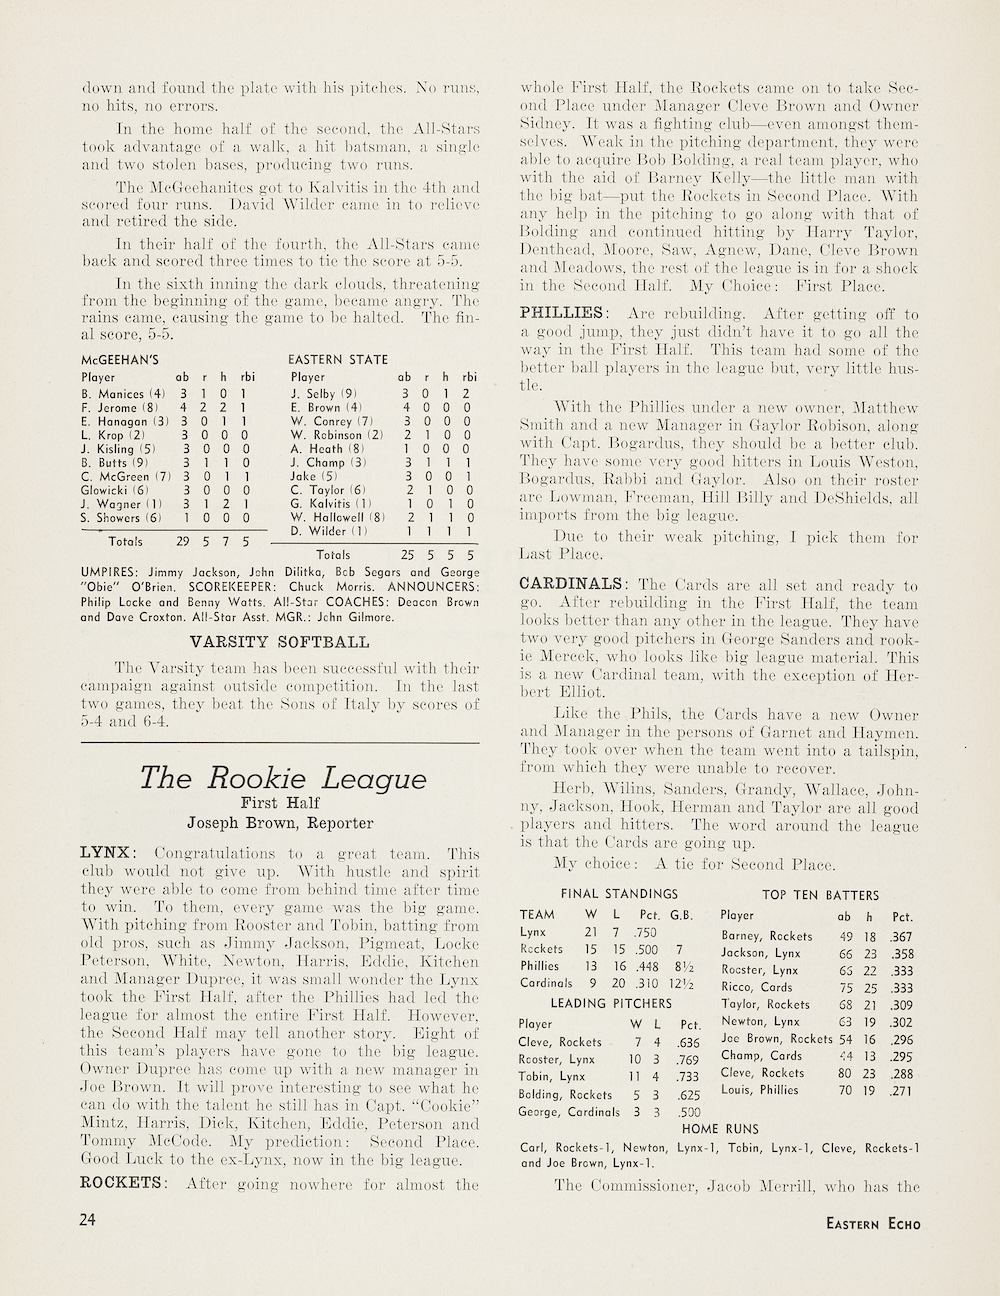 down and found the plate with his pitches. No runs,
no hits, no errors.
In the home half of the second, the All-Stars
took advantage of a walk, a hit batsman, a single
and two stolen bases, producing two runs.
The McGeehanites got to Kalvitis in the 4th and
scored four runs. David Wilder came in to relieve
and retired the side.
In their half of the fourth, the All-Stars came
back and scored three times to tie the score at 5-5.
In the sixth inning the dark clouds, threatening
from the beginning of the game, became angry. The
rains came, causing the game to be halted. The fin-
al score, 5-5.
McGEEHAN'S
Player ab r h rbi
B. Manices (4) 3 1 0 1
F. Jerome (8) 4 2 2 1
E. Hanagan (3) 3 0 1 1
L. Krop (2) 3 0 0 0
J. Kisling (5) 3 0 0 0
B. Butts (9) 3 1 1 0
C. McGreen (7) 3 0 1 1
Glowicki (6) 3 0 0 0
J. Wagner (1) 3 1 2 1
S. Showers (6) 1 0 0 0
Totals 29 5 7 5
EASTERN STATE
Player ab r h rbi
J. Selby (9) 3 0 1 2
E. Brown (4) 4 0 0 0
W. Conrey (7) 3 0 0 0
W. Robinson (2) 2 1 0 0
A. Heath (8) 1 0 0 0
J. Champ (3) 3 1 1 1
Jake (5) 3 0 0 1
C. Taylor (6) 2 1 0 0
G. Kalvitis (1) 1 0 1 0
W. Hallowell (8) 2 1 1 0
D. Wilder (1) 1 1 1 1
Totals 25 5 5 5
UMPIRES: Jimmy Jackson, John Dilitka, Bob Segars and George
"Obie" O'Brien. SCOREKEEPER: Chuck Morris. ANNOUNCERS:
Philip Locke and Benny Watts. All-Star COACHES: Deacon Brown
and Dave Croxton. All-Star Asst. MGR.: John Gilmore.
VARSITY SOFTBALL
The Varsity team has been successful with their
campaign against outside competition. In the last
two games, they beat the Sons of Italy by scores of
5-4 and 6-4.
The Rookie League
First Half
Joseph Brown, Reporter
LYNX: Congratulations to a great team. This
club would not give up. With hustle and spirit
they were able to come from behind time after time
to win. To them, every game was the big game.
With pitching from Rooster and Tobin, batting from
old pros, such as Jimmy Jackson, Pigmeat, Locke
Peterson, White, Newton, Harris, Eddie, Kitchen
and Manager Dupree, it was small wonder the Lynx
took the First Half, after the Phillies had led the
league for almost the entire First Half. However,
the Second Half may tell another story. Eight of
this team's players have gone to the big league.
Owner Dupree has come up with a new manager in
Joe Brown. It will prove interesting to see what he
can do with the talent he still has in Capt. "Cookie"
Mintz, Harris, Dick, Kitchen, Eddie, Peterson and
Tommy McCode. My prediction: Second Place.
Good Luck to the ex-Lynx, now in the big league.
ROCKETS: After going nowhere for almost the
whole First Half, the Rockets came on to take Sec-
ond Place under Manager Cleve Brown and Owner
Sidney. It was a fighting club—even amongst them-
selves. Weak in the pitching department, they were
able to acquire Bob Bolding, a real team player, who
with the aid of Barney Kelly—the little man with
the big bat—put the Rockets in Second Place. With
any help in the pitching to go along with that of
Bolding and continued hitting by Harry Taylor,
Denthead, Moore, Saw, Agnew, Dane, Cleve Brown
and Meadows, the rest of the league is in for a shock
in the Second Half. My Choice: First Place.
PHILLIES: Are rebuilding. After getting off to
a good jump, they just didn't have it to go all the
way in the First Half. This team had some of the
better ball players in the league but, very little hus-
tle.
With the Phillies under a new owner, Matthew
Smith and a new Manager in Gaylor Robison, along
with Capt. Bogardus, they should be a better club.
They have some very good hitters in Louis Weston,
Bogardus, Rabbi and Gaylor. Also on their roster
are Lowman, Freeman, Hill Billy and DeShields, all
imports from the big league.
Due to their weak pitching, I pick them for
Last Place.
CARDINALS: The Cards are all set and ready to
go. After rebuilding in the First Half, the team
looks better than any other in the league. They have
two very good pitchers in George Sanders and rook-
ie Mercek, who looks like big league material. This
is a new Cardinal team, with the exception of Her-
bert Elliot.
Like the Phils, the Cards have a new Owner
and Manager in the persons of Garnet and Haymen.
They took over when the team went into a tailspin,
from which they were unable to recover.
Herb, Wilins, Sanders, Grandy, Wallace, John-
ny, Jackson, Hook, Herman and Taylor are all good
players and hitters. The word around the league
is that the Cards are going up.
My choice: A tie for Second Place.
FINAL STANDINGS
TEAM W L Pct. G.B.
Lynx 21 7 .750
Rockets 15 15 .500 7
Phillies 13 16 .448 8½
Cardinals 9 20 .310 12½
LEADING PITCHERS
Player W L Pct.
Cleve, Rockets 7 4 .636
Rooster, Lynx 10 3 .769
Tobin, Lynx 11 4 .733
Bolding, Rockets 5 3 .625
George, Cardinals 3 3 .500
TOP TEN BATTERS
Player ab h Pct.
Barney, Rockets 49 18 .367
Jackson, Lynx 66 23 .358
Rooster, Lynx 66 22 .333
Ricco, Cards 75 25 .333
Taylor, Rockets 68 21 .309
Newton, Lynx 63 19 .302
Joe Brown, Rockets 54 16 .296
Champ, Cards 44 13 .295
Cleve, Rockets 80 23 .288
Louis, Phillies 70 19 .271
HOME RUNS
Carl, Rockets-1, Newton, Lynx-1, Tobin, Lynx-1, Cleve, Rockets-1
and Joe Brown, Lynx-1.
The Commissioner, Jacob Merrill, who has the
24
EASTERN ECHO